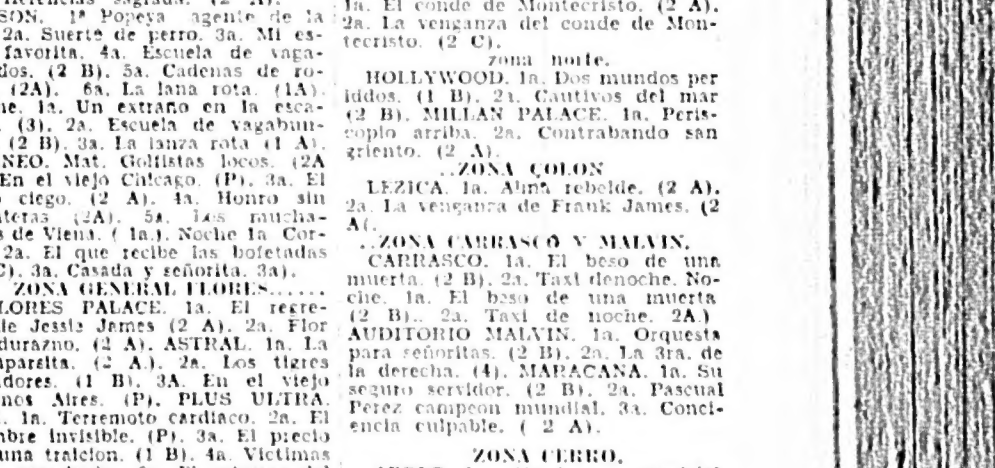 SON. 1ª Popeya agente de la
2a. Suerte de perro. 3a. Mi es-
favorita. 4a. Escuela de vaga-
dos. (2 B). 5a. Cadenas de ro-
(2A). 6a. La lana rota. (1A).
ne. 1a. Un extraño en la esca-
. (3). 2a. Escuela de vagabun-
(2 B). 3a. La lanza rota (1 A).
NEO. Mat. Golfistas locos. (2A
En el viejo Chicago. (P). 3a. El
o ciego. (2 A). 4a. Honro sin
teras (2A). 5a. Los mucha-
s de Viena. ( 1a.). Noche 1a Cor-
2a. El que recibe las bofetadas
C). 3a. Casada y señorita. 3a).
ZONA GENERAL FLORES......
LORES PALACE. 1a. El regre-
de Jessie James (2 A). 2a. Flor
durazno. (2 A). ASTRAL. 1a. La
mparsita. (2 A.). 2a. Los tigres
adores. (1 B). 3A. En el viejo
nos Aires. (P). PLUS ULTRA.
. 1a. Terremoto cardiaco. 2a. El
mbre invisible. (P). 3a. El precio
una traicion. (1 B). 4a. Victimas
1a. El conde de Montecristo. (2 A).
2a. La venganza del conde de Mon-
tecristo. (2 C).
zona norte.
HOLLYWOOD. 1a. Dos mundos per
didos. (1 B). 2a. Cautivos del mar
(2 B). MILLAN PALACE. 1a. Peris-
copio arriba. 2a. Contrabando san
griento. (2 A).
..ZONA COLON
LEZICA. 1a. Alma rebelde. (2 A).
2a. La venganza de Frank James. (2
A(.
..ZONA CARRASCO Y MALVIN.
CARRASCO. 1a. El beso de una
muerta. (2 B). 2a. Taxi denoche. No-
che. 1a. El beso de una muerta
(2 B).. 2a. Taxi de noche. 2A.)
AUDITORIO MALVIN. 1a. Orquesta
para señoritas. (2 B). 2a. La 3ra. de
la derecha. (4). MARACANA. 1a. Su
seguro servidor. (2 B). 2a. Pascual
Perez campeon mundial. 3a. Conci-
encia culpable. ( 2 A).
ZONA CERRO.